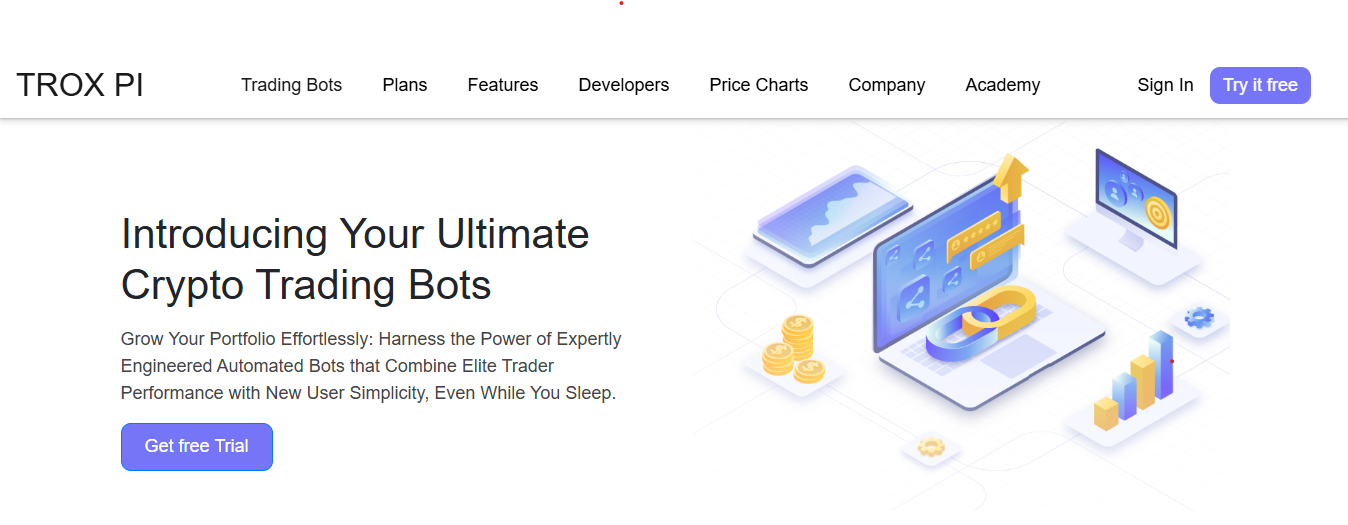 TROX PI
Trading Bots
Plans
Features
Developers
Price Charts
Company
Academy
Sign In
Try it free
Introducing Your Ultimate
Crypto Trading Bots
Grow Your Portfolio Effortlessly: Harness the Power of Expertly
Engineered Automated Bots that Combine Elite Trader
Performance with New User Simplicity, Even While You Sleep.
Get free Trial